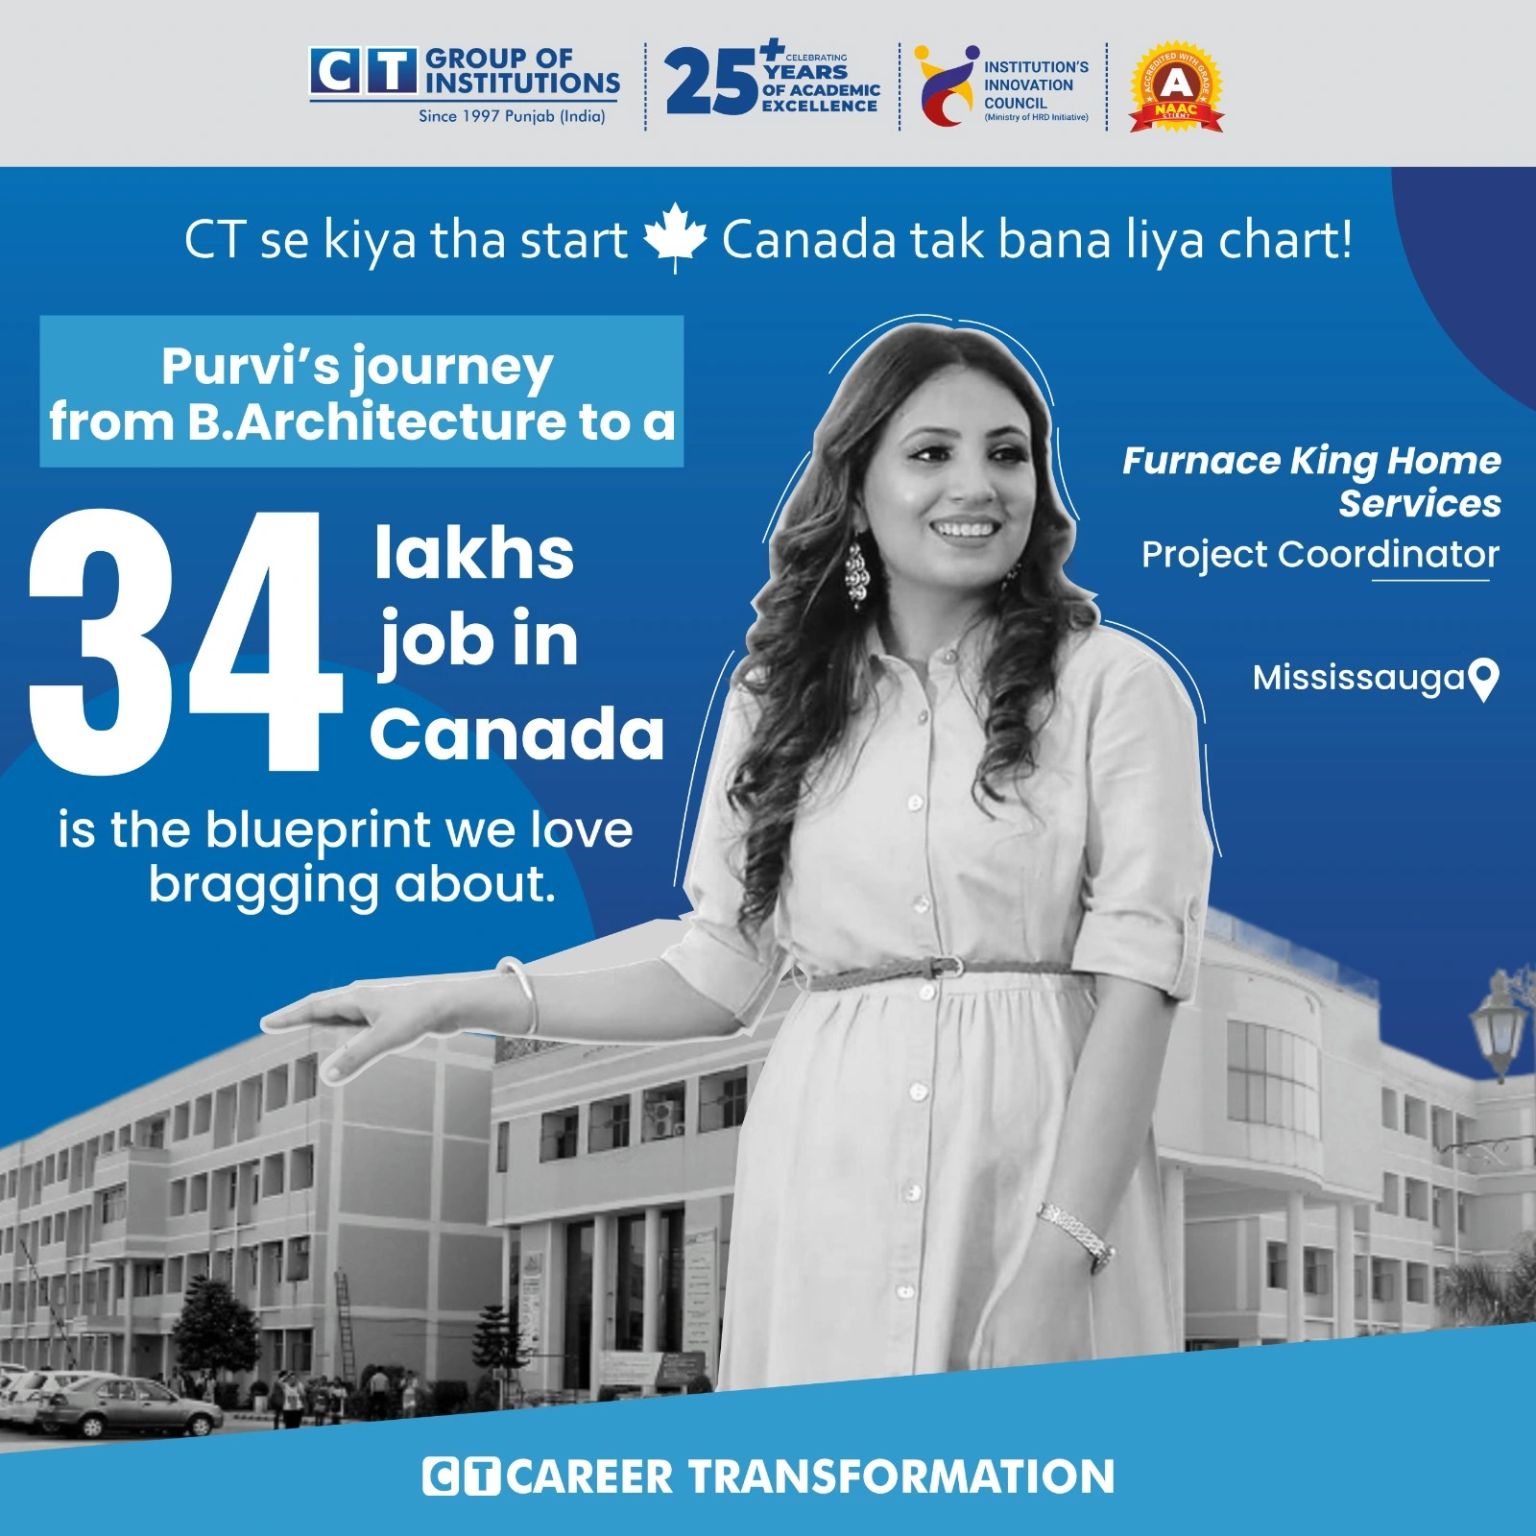 CT GROUP OF
INSTITUTIONS
Since 1997 Punjab (India)
25+ CELEBRATING
YEARS
OF ACADEMIC
EXCELLENCE
INSTITUTION'S
INNOVATION
COUNCIL
(Ministry of HRD Initiative)
ACCREDITED WITH GRADE
A
NAAC
CT se kiya tha start Canada tak bana liya chart!
Purvi's journey
from B.Architecture to a
34 lakhs
job in
Canada
is the blueprint we love
bragging about.
Furnace King Home
Services
Project Coordinator
Mississauga
CT CAREER TRANSFORMATION